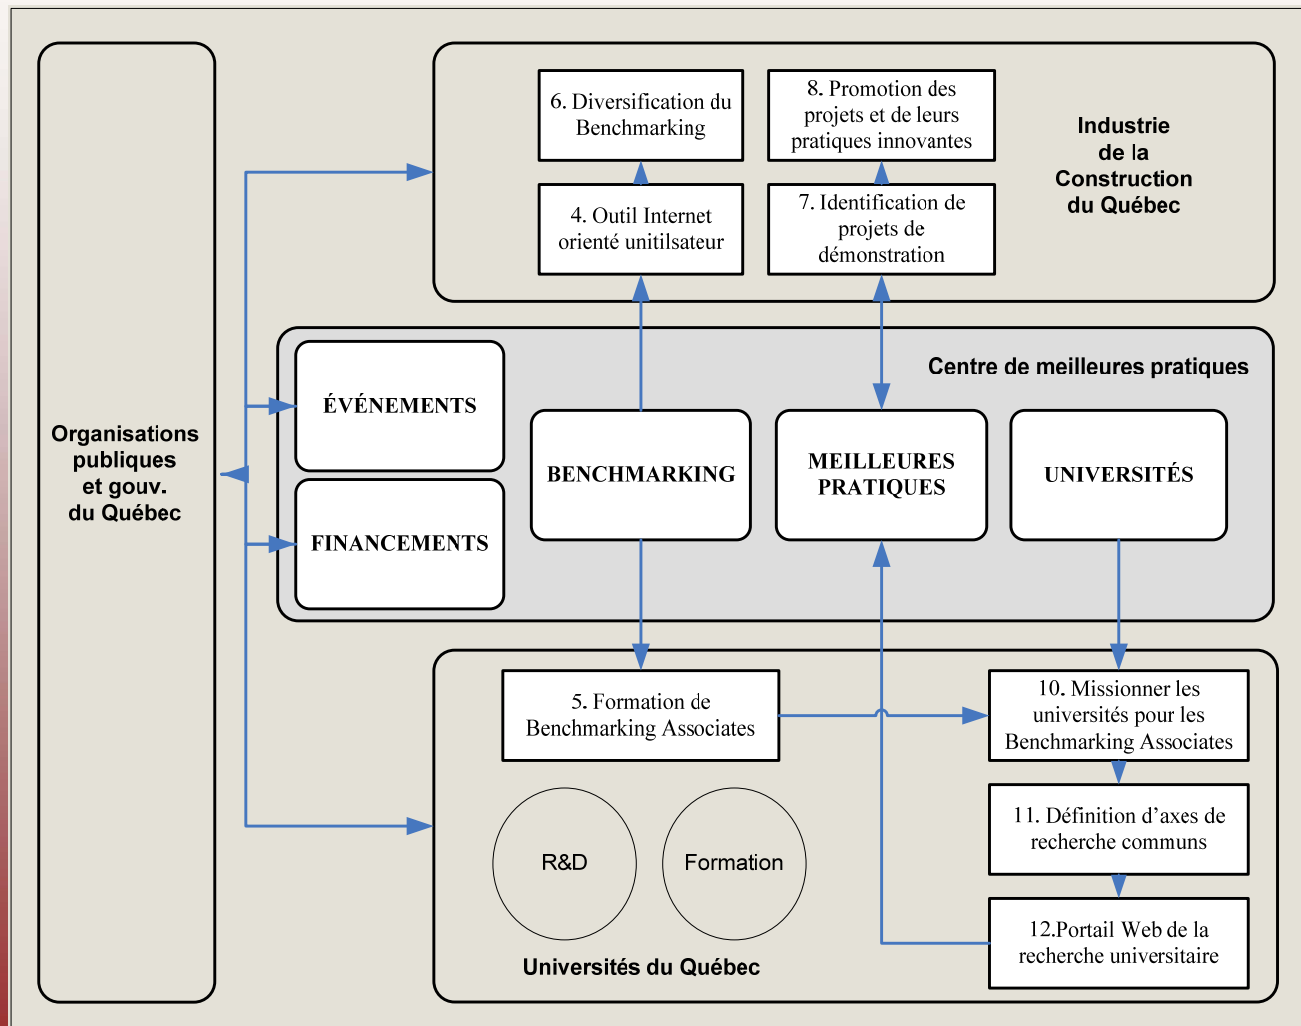 Organisations
publiques
et gouv.
du Québec
6. Diversification du
Benchmarking
8. Promotion des
projets et de leurs
pratiques innovantes
Industrie
de la
Construction
du Québec
4. Outil Internet
orienté unitilsateur
7. Identification de
projets de
démonstration
Centre de meilleures pratiques
ÉVÉNEMENTS
FINANCEMENTS
BENCHMARKING
MEILLEURES
PRATIQUES
UNIVERSITÉS
5. Formation de
Benchmarking Associates
10. Missionner les
universités pour les
Benchmarking Associates
11. Définition d’axes de
recherche communs
12.Portail Web de la
recherche universitaire
R&D
Formation
Universités du Québec